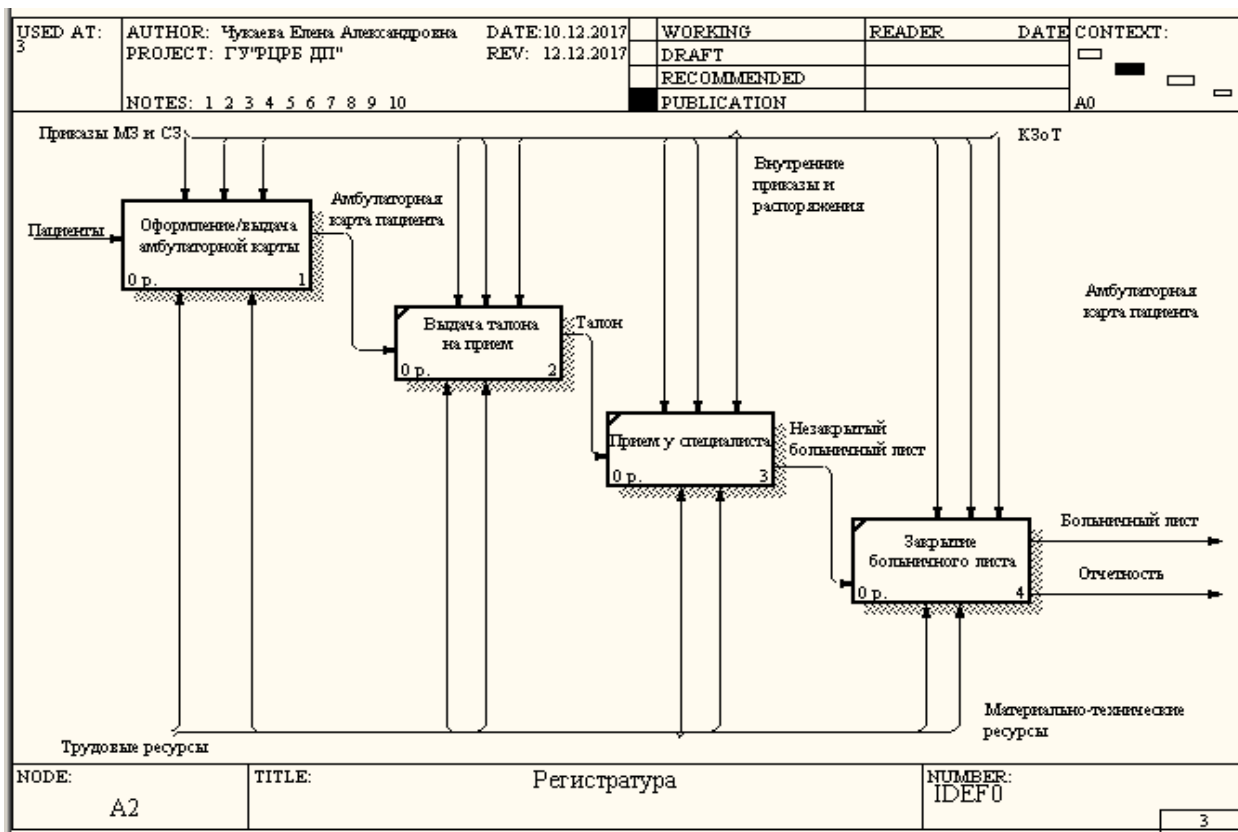 USED AT:
3
AUTHOR: Чукаева Елена Александровна
DATE:10.12.2017
PROJECT: ГУ"РЦРБ ДП"
REV: 12.12.2017
NOTES: 1 2 3 4 5 6 7 8 9 10
WORKING
DRAFT
RECOMMENDED
PUBLICATION
READER
DATE
CONTEXT:
A0
Приказы МЗ и СЗ
КЗоТ
Внутренние
приказы и
распоряжения
Пациенты
Оформление/выдача
амбулаторной карты
0 р.
1
Амбулаторная
карта пациента
Выдача талона
на прием
0 р.
2
Талон
Амбулаторная
карта пациента
Прием у специалиста
0 р.
3
Незакрытый
больничный лист
Закрытие
больничного листа
0 р.
4
Больничный лист
Отчетность
Материально-технические
ресурсы
Трудовые ресурсы
NODE:
A2
TITLE:
Регистратура
NUMBER:
IDEF0
3